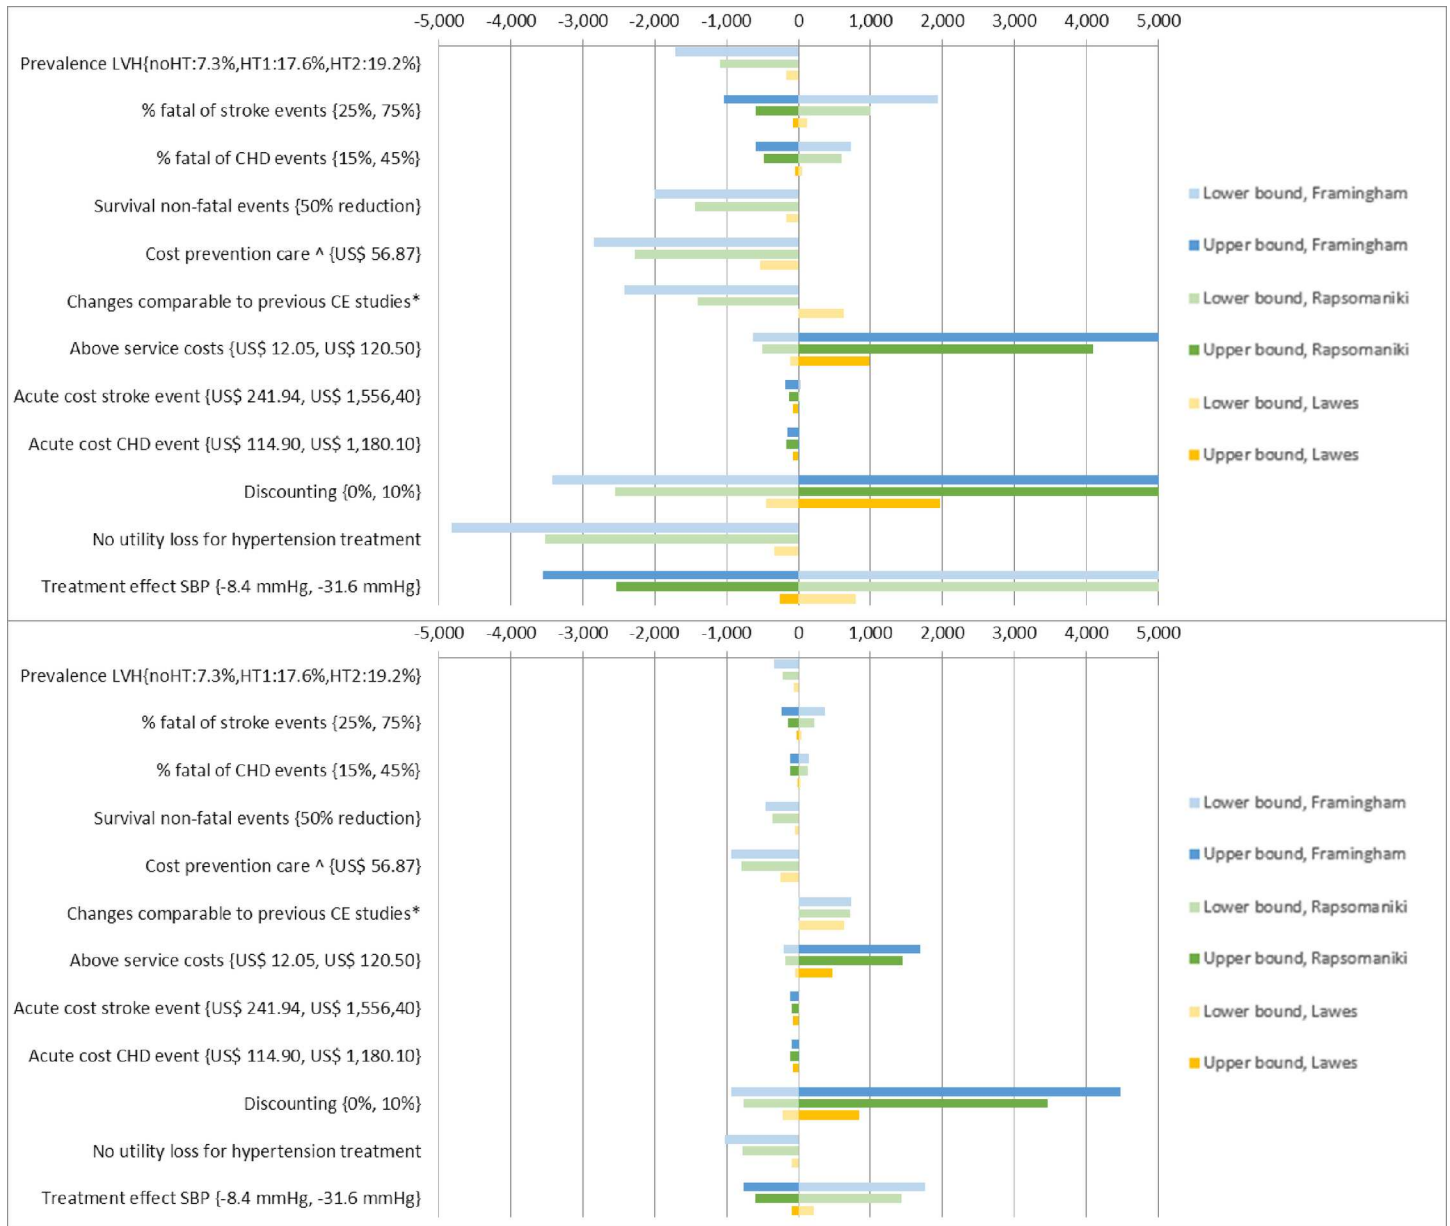 -5,000 -4,000 -3,000 -2,000 -1,000 0 1,000 2,000 3,000 4,000 5,000
Prevalence LVH{noHT:7.3%,HT1:17.6%,HT2:19.2%}
% fatal of stroke events {25%, 75%}
% fatal of CHD events {15%, 45%}
Survival non-fatal events {50% reduction}
Cost prevention care ^ {US$ 56.87}
Changes comparable to previous CE studies*
Above service costs {US$ 12.05, US$ 120.50}
Acute cost stroke event {US$ 241.94, US$ 1,556,40}
Acute cost CHD event {US$ 114.90, US$ 1,180.10}
Discounting {0%, 10%}
No utility loss for hypertension treatment
Treatment effect SBP {-8.4 mmHg, -31.6 mmHg}
Lower bound, Framingham
Upper bound, Framingham
Lower bound, Rapsomaniki
Upper bound, Rapsomaniki
Lower bound, Lawes
Upper bound, Lawes
-5,000 -4,000 -3,000 -2,000 -1,000 0 1,000 2,000 3,000 4,000 5,000
Prevalence LVH{noHT:7.3%,HT1:17.6%,HT2:19.2%}
% fatal of stroke events {25%, 75%}
% fatal of CHD events {15%, 45%}
Survival non-fatal events {50% reduction}
Cost prevention care ^ {US$ 56.87}
Changes comparable to previous CE studies*
Above service costs {US$ 12.05, US$ 120.50}
Acute cost stroke event {US$ 241.94, US$ 1,556,40}
Acute cost CHD event {US$ 114.90, US$ 1,180.10}
Discounting {0%, 10%}
No utility loss for hypertension treatment
Treatment effect SBP {-8.4 mmHg, -31.6 mmHg}
Lower bound, Framingham
Upper bound, Framingham
Lower bound, Rapsomaniki
Upper bound, Rapsomaniki
Lower bound, Lawes
Upper bound, Lawes